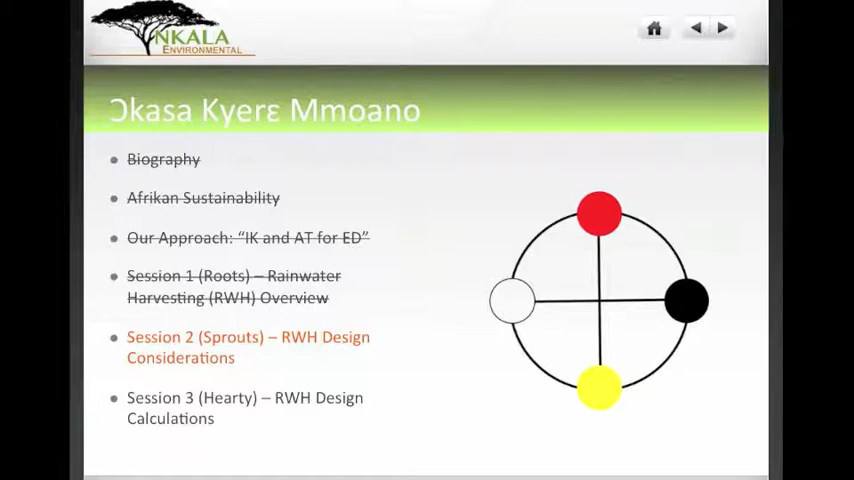 NKALA
ENVIRONMENTAL
Ɔkasa Kyerɛ Mmoano
Biography
Afrikan Sustainability
Our Approach: “IK and AT for ED”
Session 1 (Roots) – Rainwater
Harvesting (RWH) Overview
Session 2 (Sprouts) – RWH Design
Considerations
Session 3 (Hearty) – RWH Design
Calculations